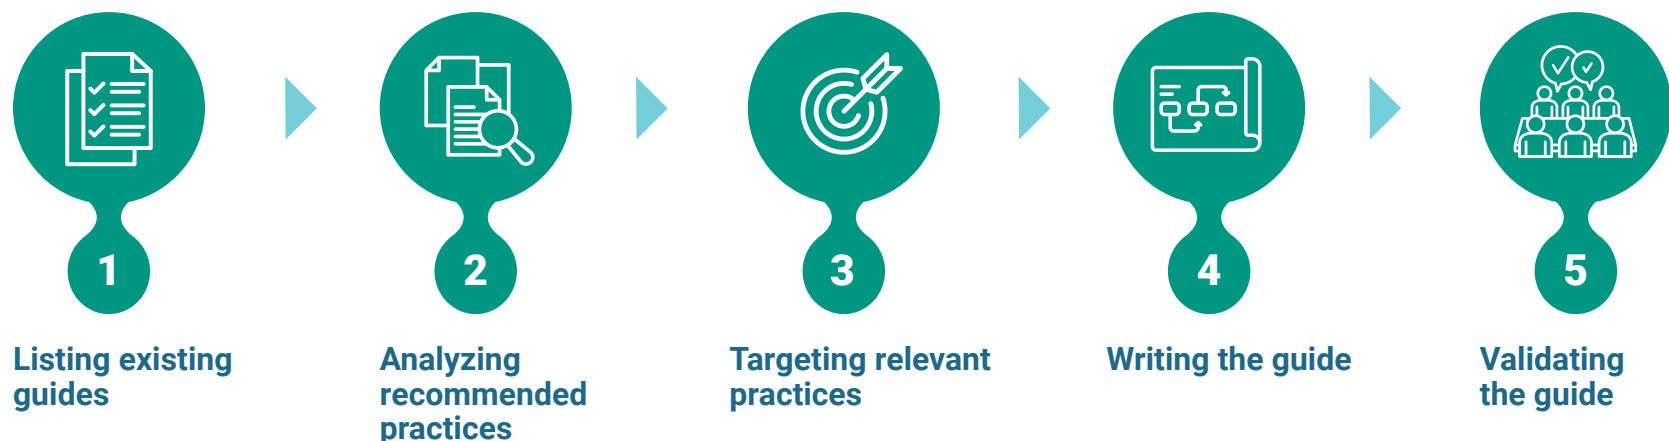 1
2
3
4
5
Listing existing
guides
Analyzing
recommended
practices
Targeting relevant
practices
Writing the guide
Validating
the guide